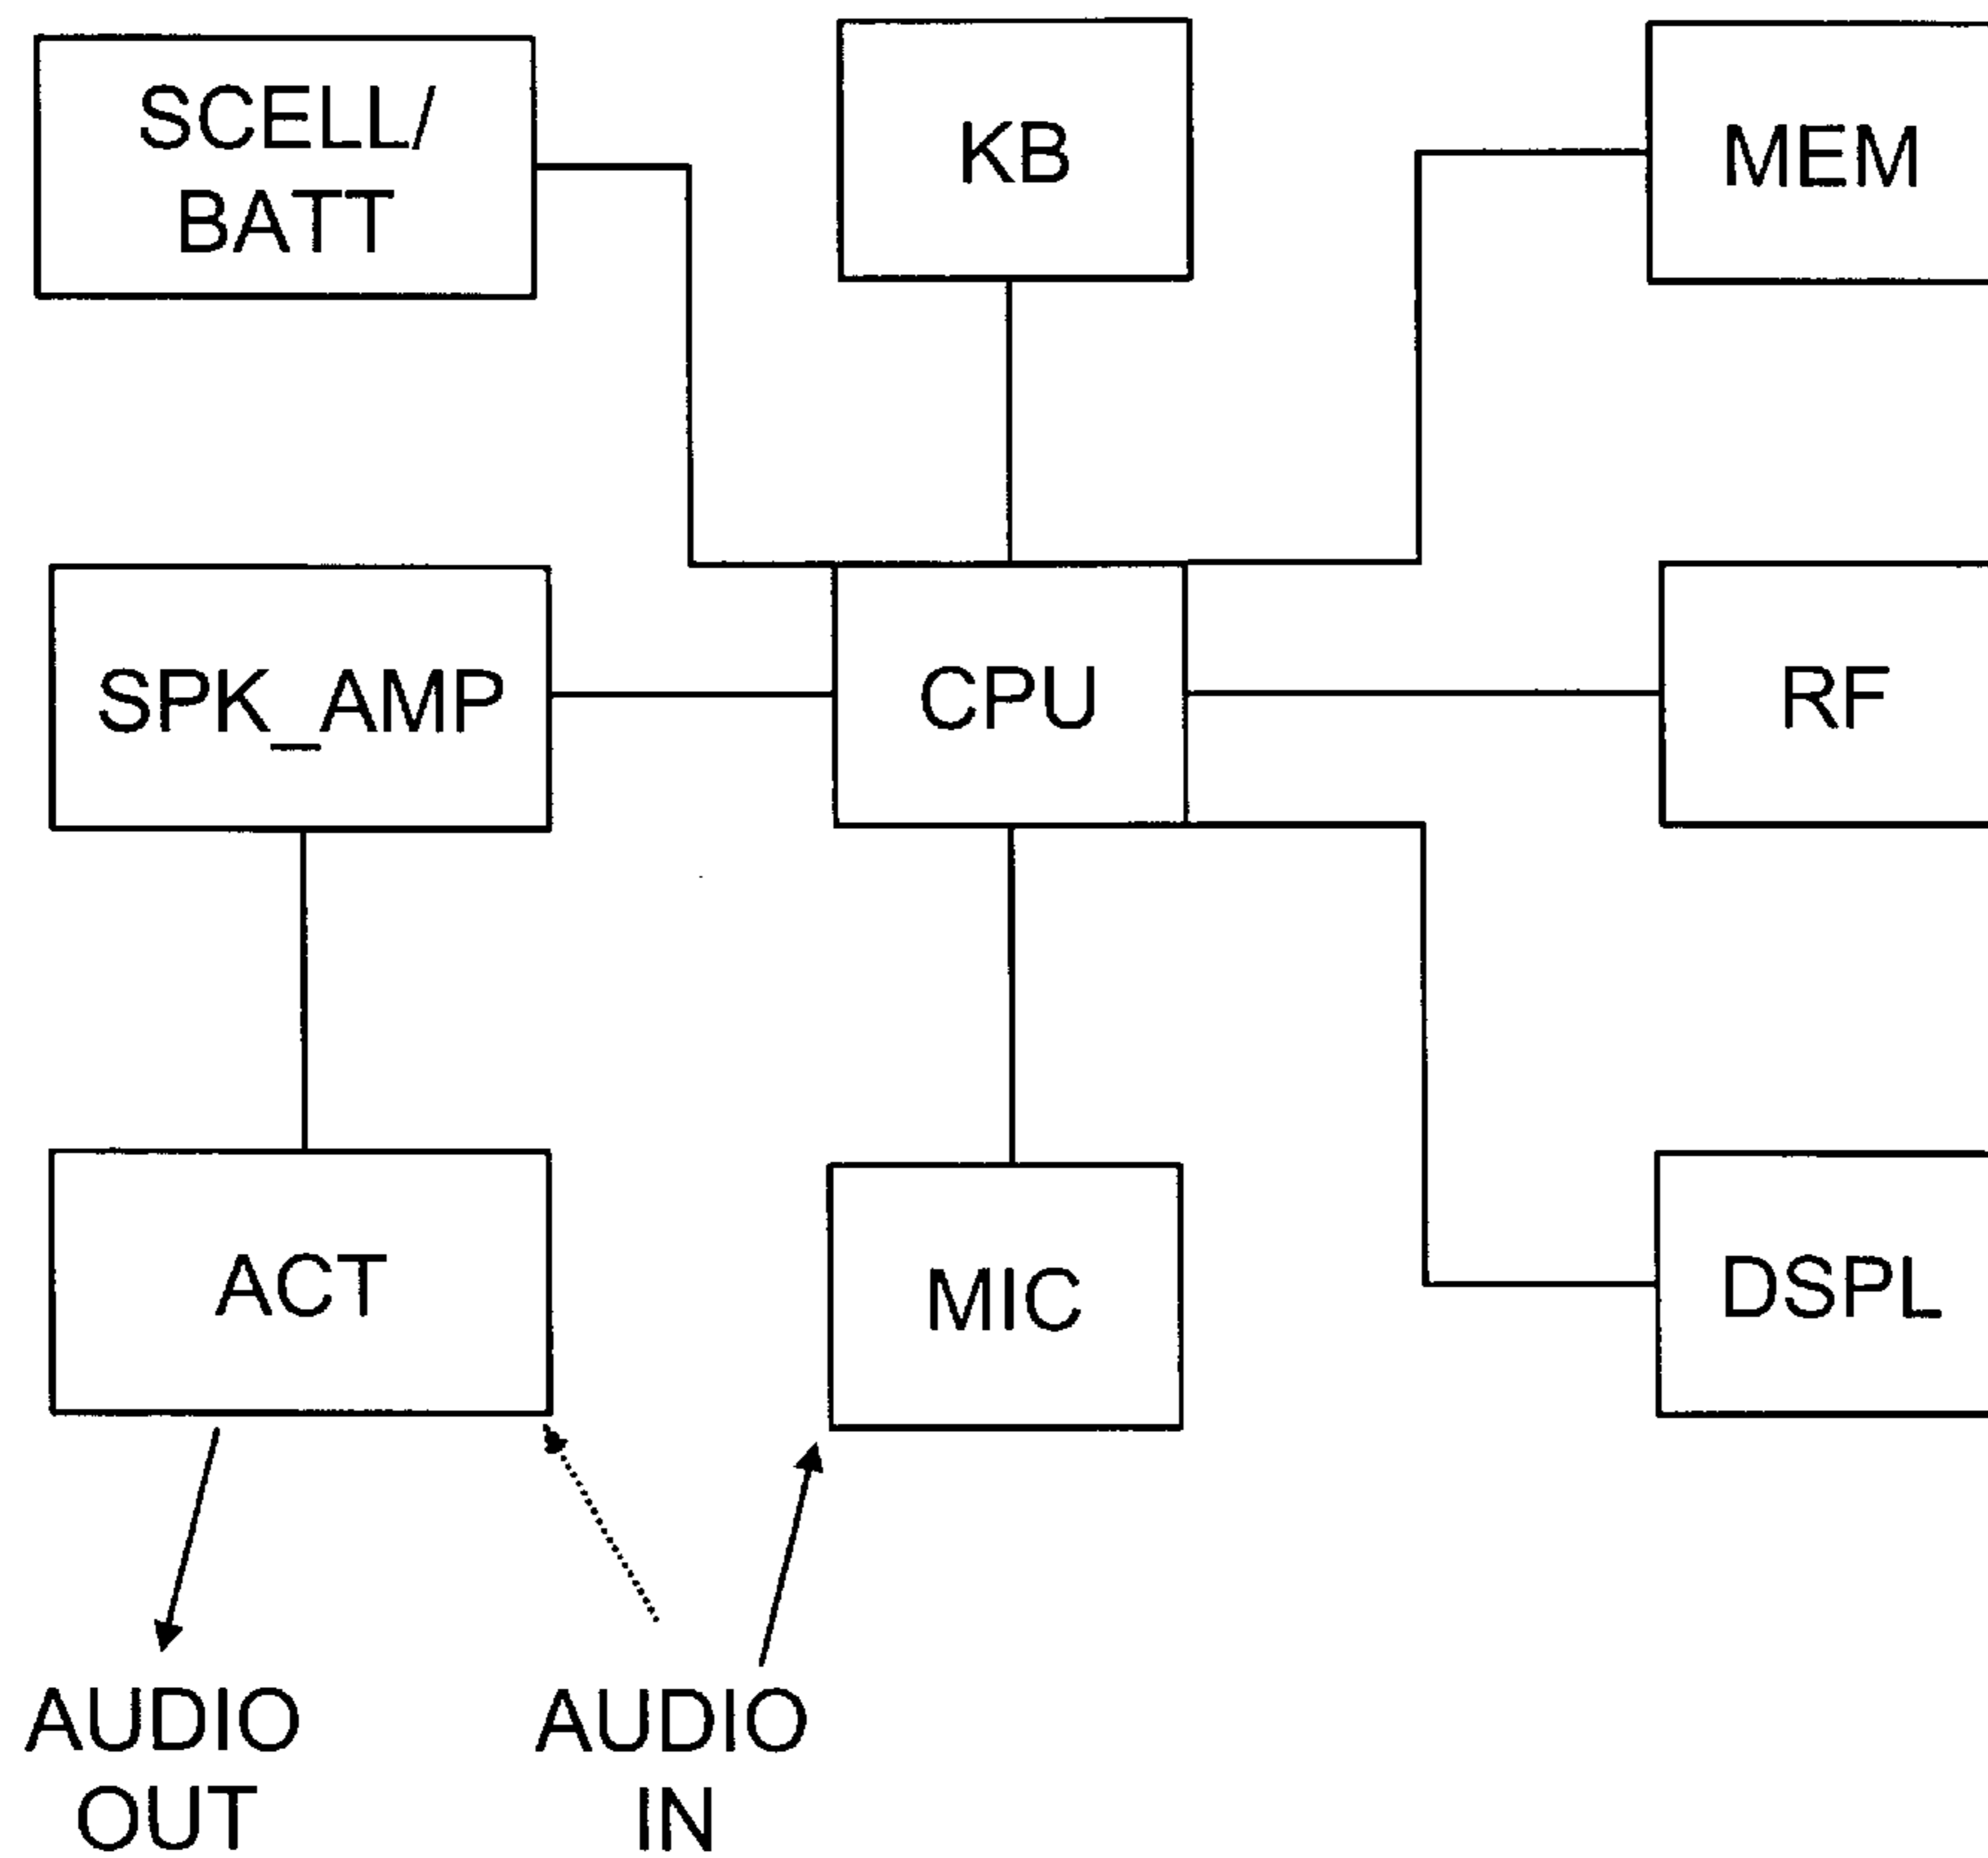 SCELL/
BATT
KB
MEM
SPK_AMP
CPU
RF
ACT
MIC
DSPL
AUDIO
OUT
AUDIO
IN